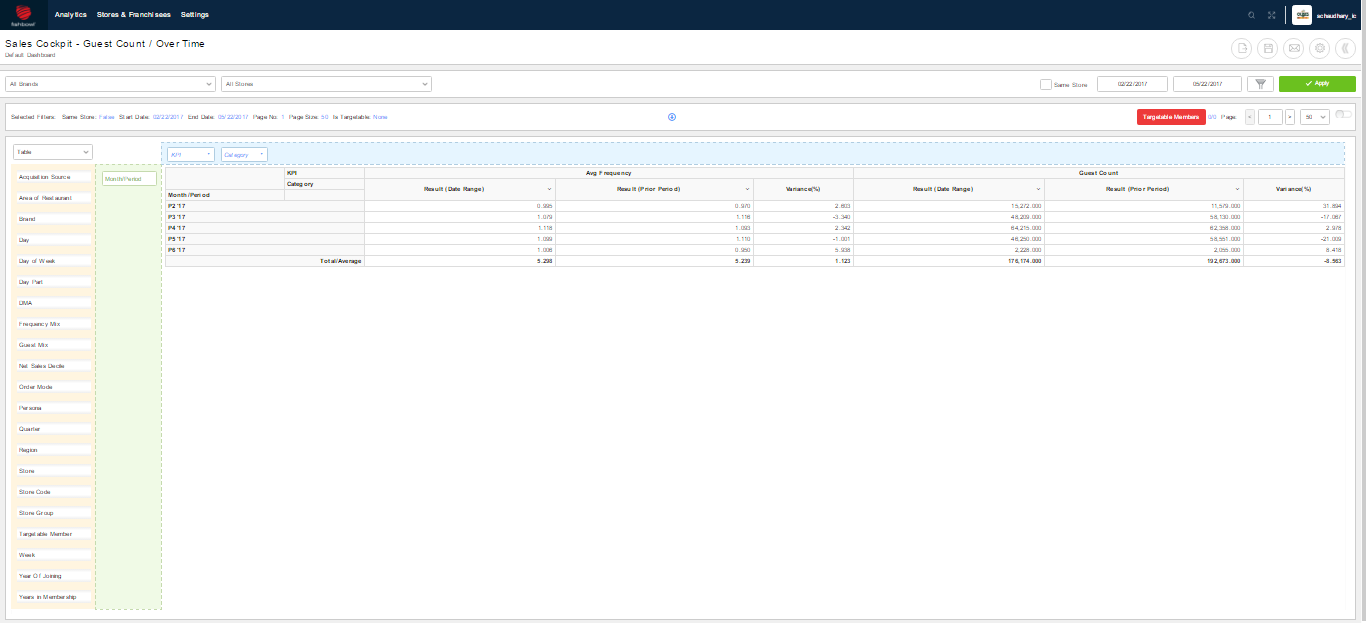 fishbowl
Analytics Stores & Franchisees Settings
schaudhary_ic
Sales Cockpit - Guest Count / Over Time
Default Dashboard
All Brands All Stores Same Store 02/22/2017 05/22/2017 Apply
Selected Filters: Same Store: False Start Date: 02/22/2017 End Date: 05/22/2017 Page No: 1 Page Size: 50 Is Targetable: None Targetable Members 0/0 Page: < 1 > 50
Table KPI Category
Acquisition Source
Month/Period
Area of Restaurant
Brand
Day
Day of Week
Day Part
DMA
Frequency Mix
Guest Mix
Net Sales Decile
Order Mode
Persona
Quarter
Region
Store
Store Code
Store Group
Targetable Member
Week
Year Of Joining
Years in Membership
KPI Avg Frequency Guest Count
Category Result (Date Range) Result (Prior Period) Variance(%) Result (Date Range) Result (Prior Period) Variance(%)
Month/Period
P2 '17 0.995 0.970 2.603 15,272.000 11,579.000 31.894
P3 '17 1.079 1.116 -3.340 48,209.000 58,130.000 -17.067
P4 '17 1.118 1.093 2.342 64,215.000 62,358.000 2.978
P5 '17 1.099 1.110 -1.001 46,250.000 58,551.000 -21.009
P6 '17 1.006 0.950 5.938 2,228.000 2,055.000 8.418
Total/Average 5.298 5.239 1.123 176,174.000 192,673.000 -8.563